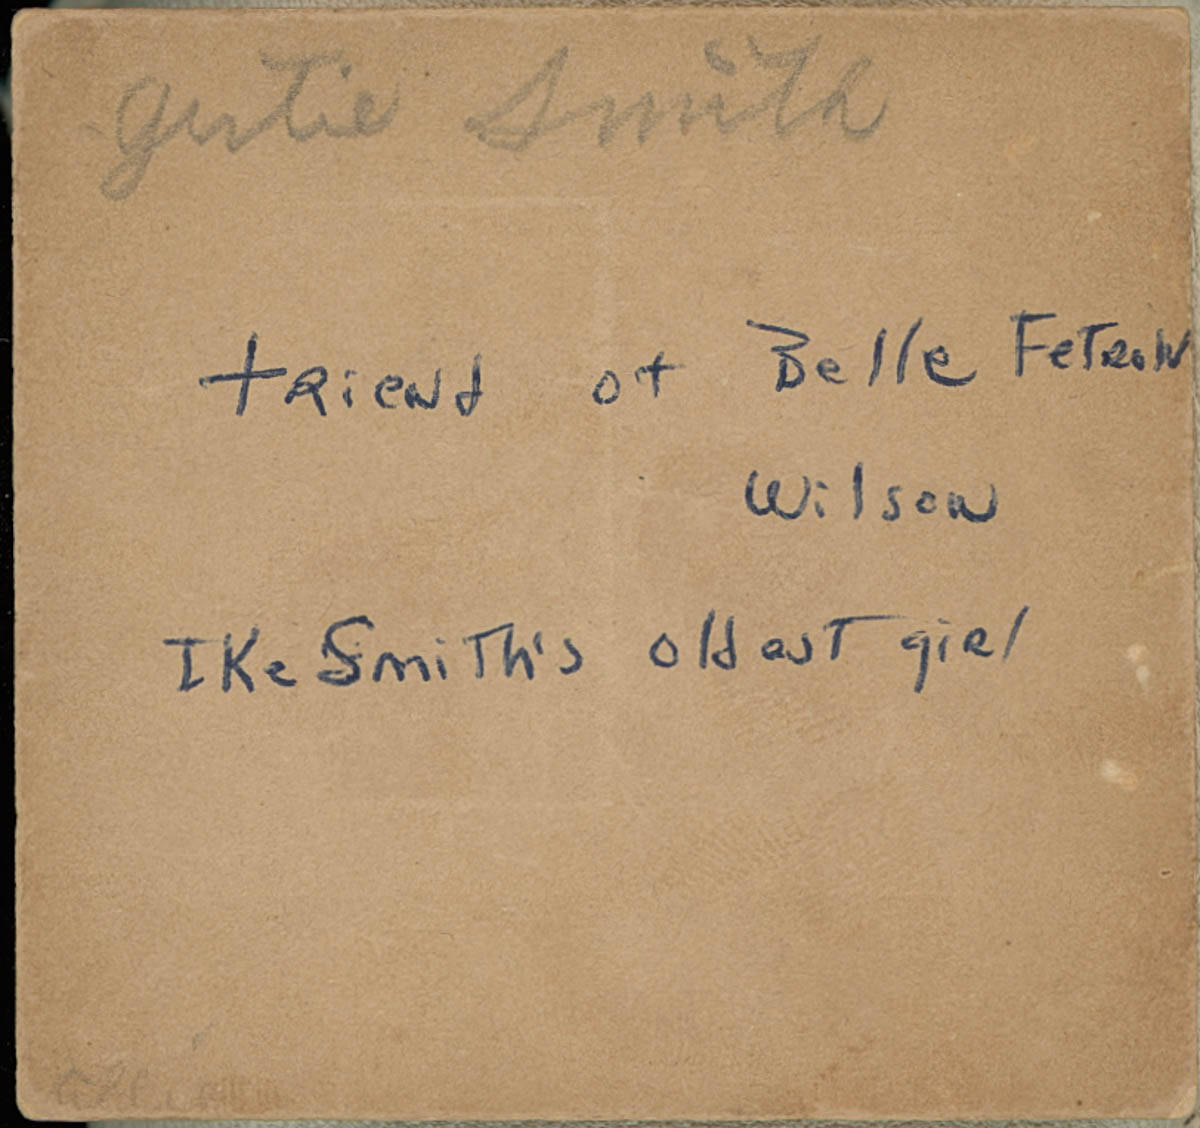 Gertie Smith
friend of Belle Fetrow
Wilson
Ike Smith's oldest girl